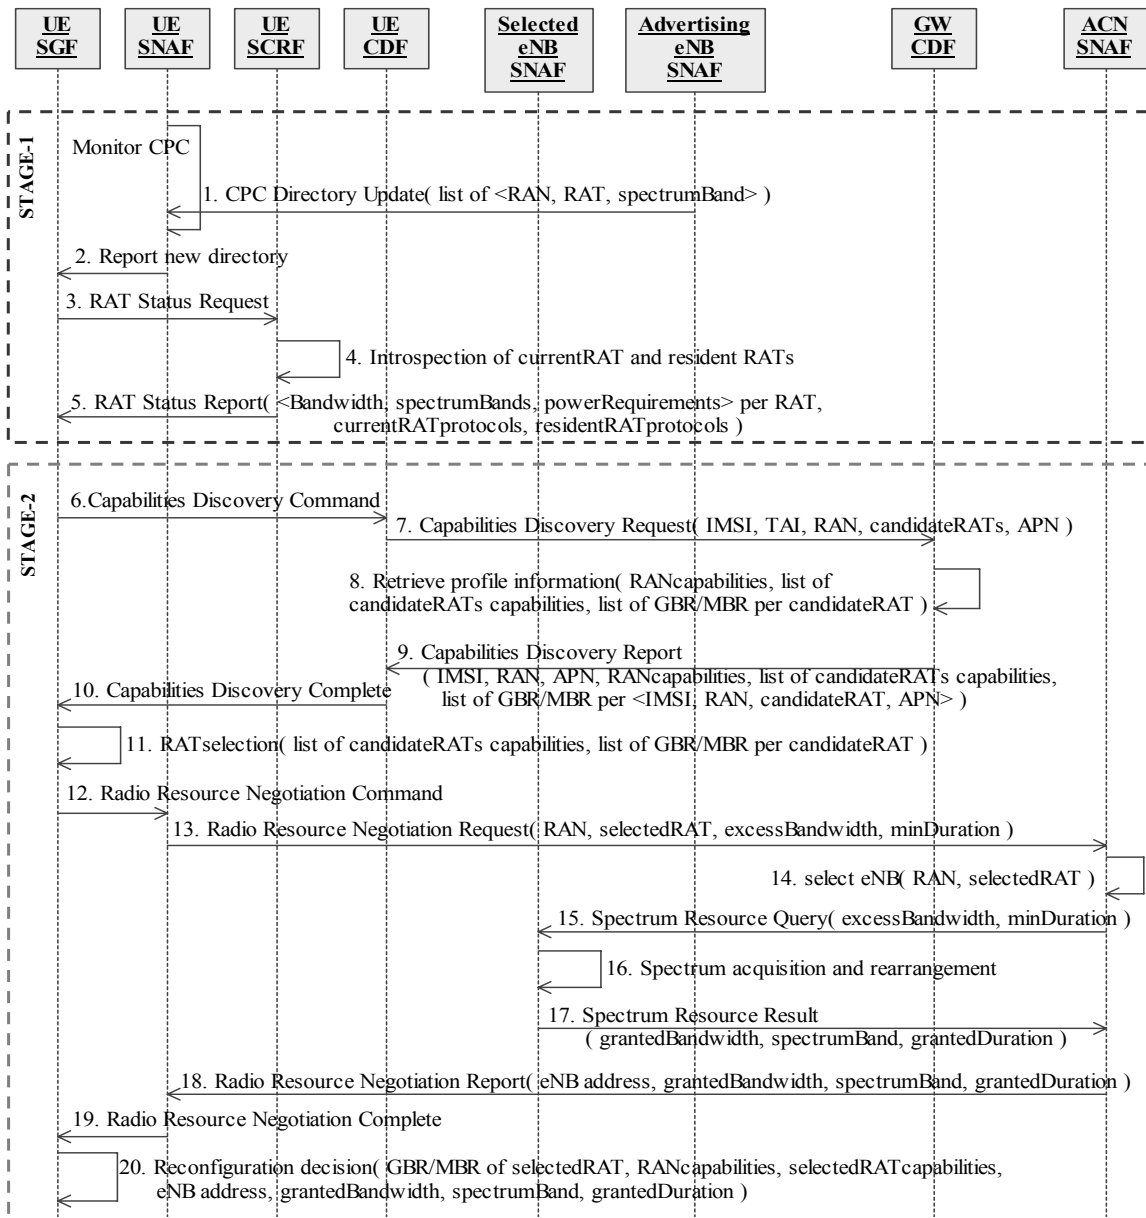 UE
SGF
UE
SNAF
UE
SCRF
UE
CDF
Selected
eNB
SNAF
Advertising
eNB
SNAF
GW
CDF
ACN
SNAF
STAGE-1
Monitor CPC
1. CPC Directory Update( list of <RAN, RAT, spectrumBand> )
2. Report new directory
3. RAT Status Request
4. Introspection of currentRAT and resident RATs
5. RAT Status Report( <Bandwidth, spectrumBands, powerRequirements> per RAT,
currentRATprotocols, residentRATprotocols )
STAGE-2
6.Capabilities Discovery Command
7. Capabilities Discovery Request( IMSI, TAI, RAN, candidateRATs, APN )
8. Retrieve profile information( RANcapabilities, list of
candidateRATs capabilities, list of GBR/MBR per candidateRAT )
9. Capabilities Discovery Report
( IMSI, RAN, APN, RANcapabilities, list of candidateRATs capabilities,
list of GBR/MBR per <IMSI, RAN, candidateRAT, APN> )
10. Capabilities Discovery Complete
11. RATselection( list of candidateRATs capabilities, list of GBR/MBR per candidateRAT )
12. Radio Resource Negotiation Command
13. Radio Resource Negotiation Request( RAN, selectedRAT, excessBandwidth, minDuration )
14. select eNB( RAN, selectedRAT )
15. Spectrum Resource Query( excessBandwidth, minDuration )
16. Spectrum acquisition and rearrangement
17. Spectrum Resource Result
( grantedBandwidth, spectrumBand, grantedDuration )
18. Radio Resource Negotiation Report( eNB address, grantedBandwidth, spectrumBand, grantedDuration )
19. Radio Resource Negotiation Complete
20. Reconfiguration decision( GBR/MBR of selectedRAT, RANcapabilities, selectedRATcapabilities,
eNB address, grantedBandwidth, spectrumBand, grantedDuration )